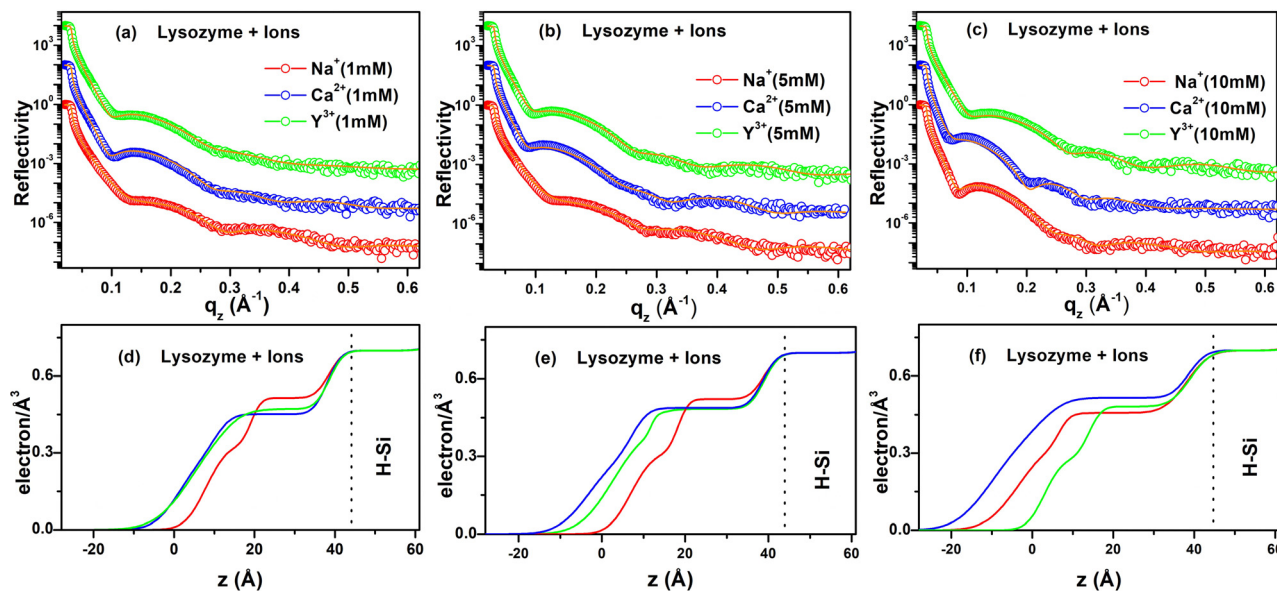 (a) Lysozyme + Ions
Na⁺(1mM)
Ca²⁺(1mM)
Y³⁺(1mM)
Reflectivity
10³
10⁰
10⁻³
10⁻⁶
0.1 0.2 0.3 0.4 0.5 0.6
q_z (Å⁻¹)
(b) Lysozyme + Ions
Na⁺(5mM)
Ca²⁺(5mM)
Y³⁺(5mM)
Reflectivity
10³
10⁰
10⁻³
10⁻⁶
0.1 0.2 0.3 0.4 0.5 0.6
q_z (Å⁻¹)
(c) Lysozyme + Ions
Na⁺(10mM)
Ca²⁺(10mM)
Y³⁺(10mM)
Reflectivity
10³
10⁰
10⁻³
10⁻⁶
0.1 0.2 0.3 0.4 0.5 0.6
q_z (Å⁻¹)
(d) Lysozyme + Ions
electron/Å³
0.6
0.3
0.0
H-Si
-20 0 20 40 60
z (Å)
(e) Lysozyme + Ions
electron/Å³
0.6
0.3
0.0
H-Si
-20 0 20 40 60
z (Å)
(f) Lysozyme + Ions
electron/Å³
0.6
0.3
0.0
H-Si
-20 0 20 40 60
z (Å)